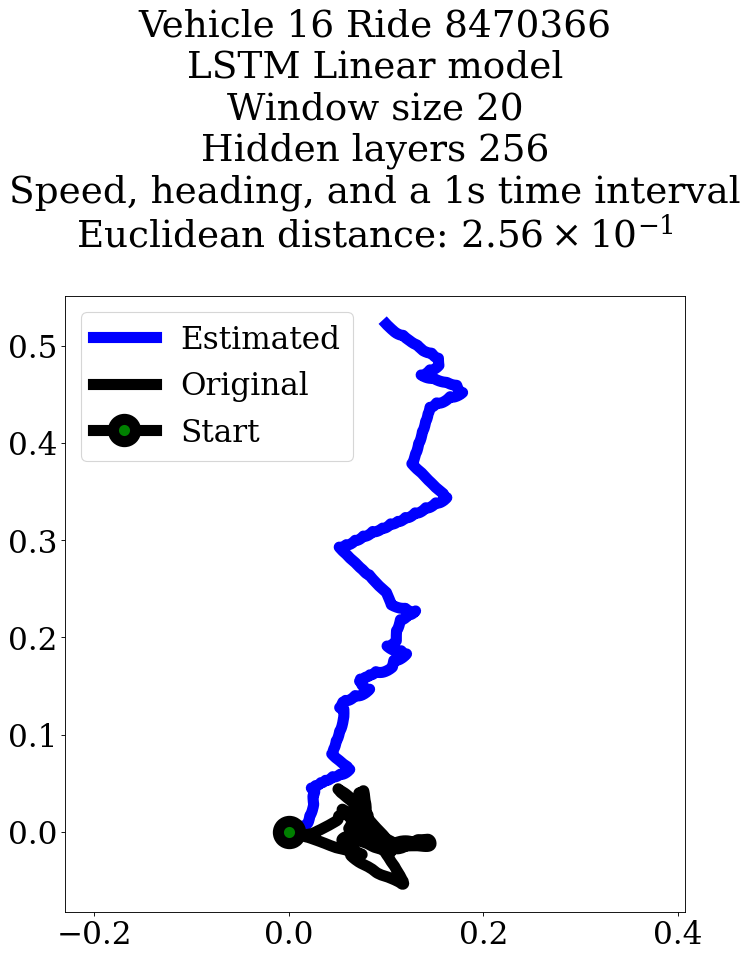 Vehicle 16 Ride 8470366
LSTM Linear model
Window size 20
Hidden layers 256
Speed, heading, and a 1s time interval
Euclidean distance: 2.56 × 10⁻¹
Estimated
Original
Start
0.5
0.4
0.3
0.2
0.1
0.0
−0.2 0.0 0.2 0.4